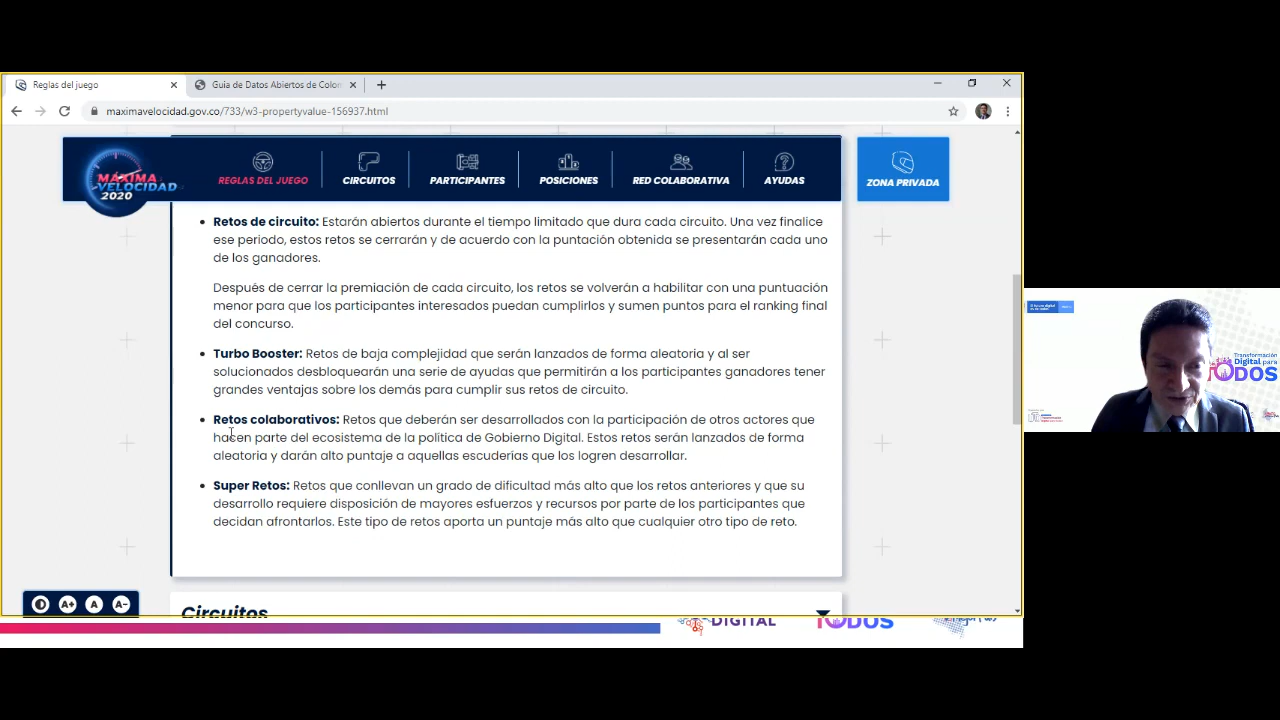 Reglas del juego
Guia de Datos Abiertos de Colom
maximavelocidad.gov.co/733/w3-propertyvalue-156937.html
MÁXIMA
VELOCIDAD
2020
REGLAS DEL JUEGO
CIRCUITOS
PARTICIPANTES
POSICIONES
RED COLABORATIVA
AYUDAS
ZONA PRIVADA
Retos de circuito: Estarán abiertos durante el tiempo limitado que dura cada circuito. Una vez finalice
ese periodo, estos retos se cerrarán y de acuerdo con la puntación obtenida se presentarán cada uno
de los ganadores.
Después de cerrar la premiación de cada circuito, los retos se volverán a habilitar con una puntuación
menor para que los participantes interesados puedan cumplirlos y sumen puntos para el ranking final
del concurso.
Turbo Booster: Retos de baja complejidad que serán lanzados de forma aleatoria y al ser
solucionados desbloquearán una serie de ayudas que permitirán a los participantes ganadores tener
grandes ventajas sobre los demás para cumplir sus retos de circuito.
Retos colaborativos: Retos que deberán ser desarrollados con la participación de otros actores que
hacen parte del ecosistema de la política de Gobierno Digital. Estos retos serán lanzados de forma
aleatoria y darán alto puntaje a aquellas escuderías que los logren desarrollar.
Super Retos: Retos que conllevan un grado de dificultad más alto que los retos anteriores y que su
desarrollo requiere disposición de mayores esfuerzos y recursos por parte de los participantes que
decidan afrontarlos. Este tipo de retos aporta un puntaje más alto que cualquier otro tipo de reto.
A+ A A-
Circuitos
DIGITAL
TODOS
Transformación
Digital para
TODOS